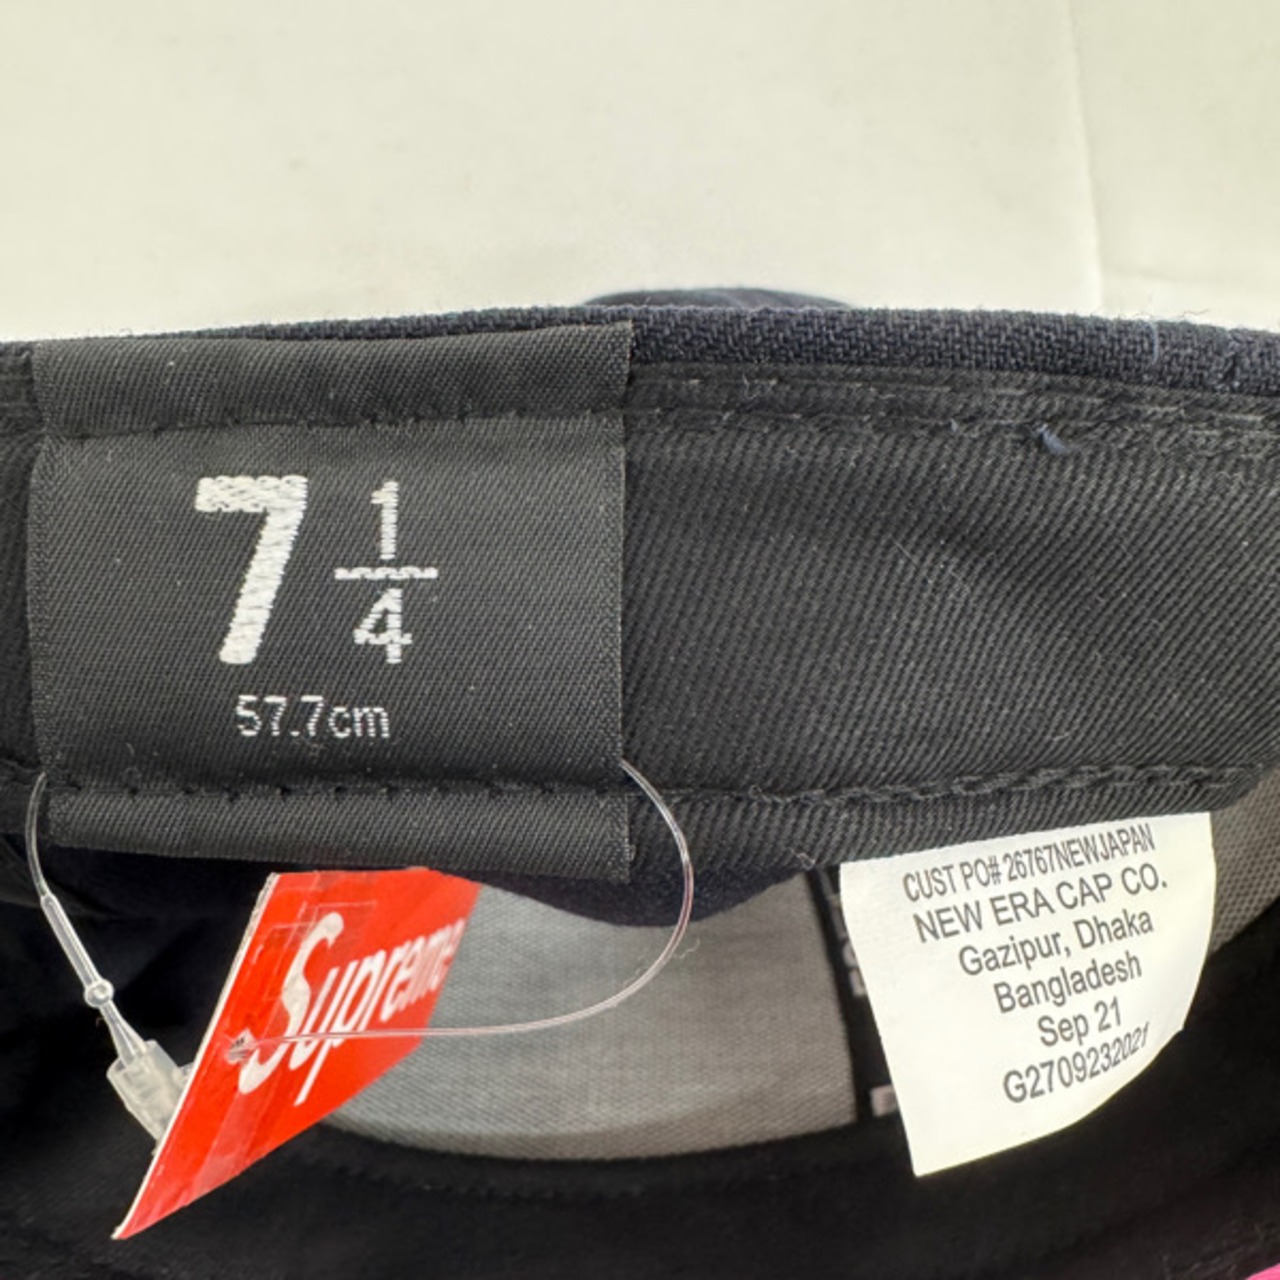 7 1/4
57.7cm
Supreme
CUST PO# 26767NEWJAPAN
NEW ERA CAP CO.
Gazipur, Dhaka
Bangladesh
Sep 21
G2709232021